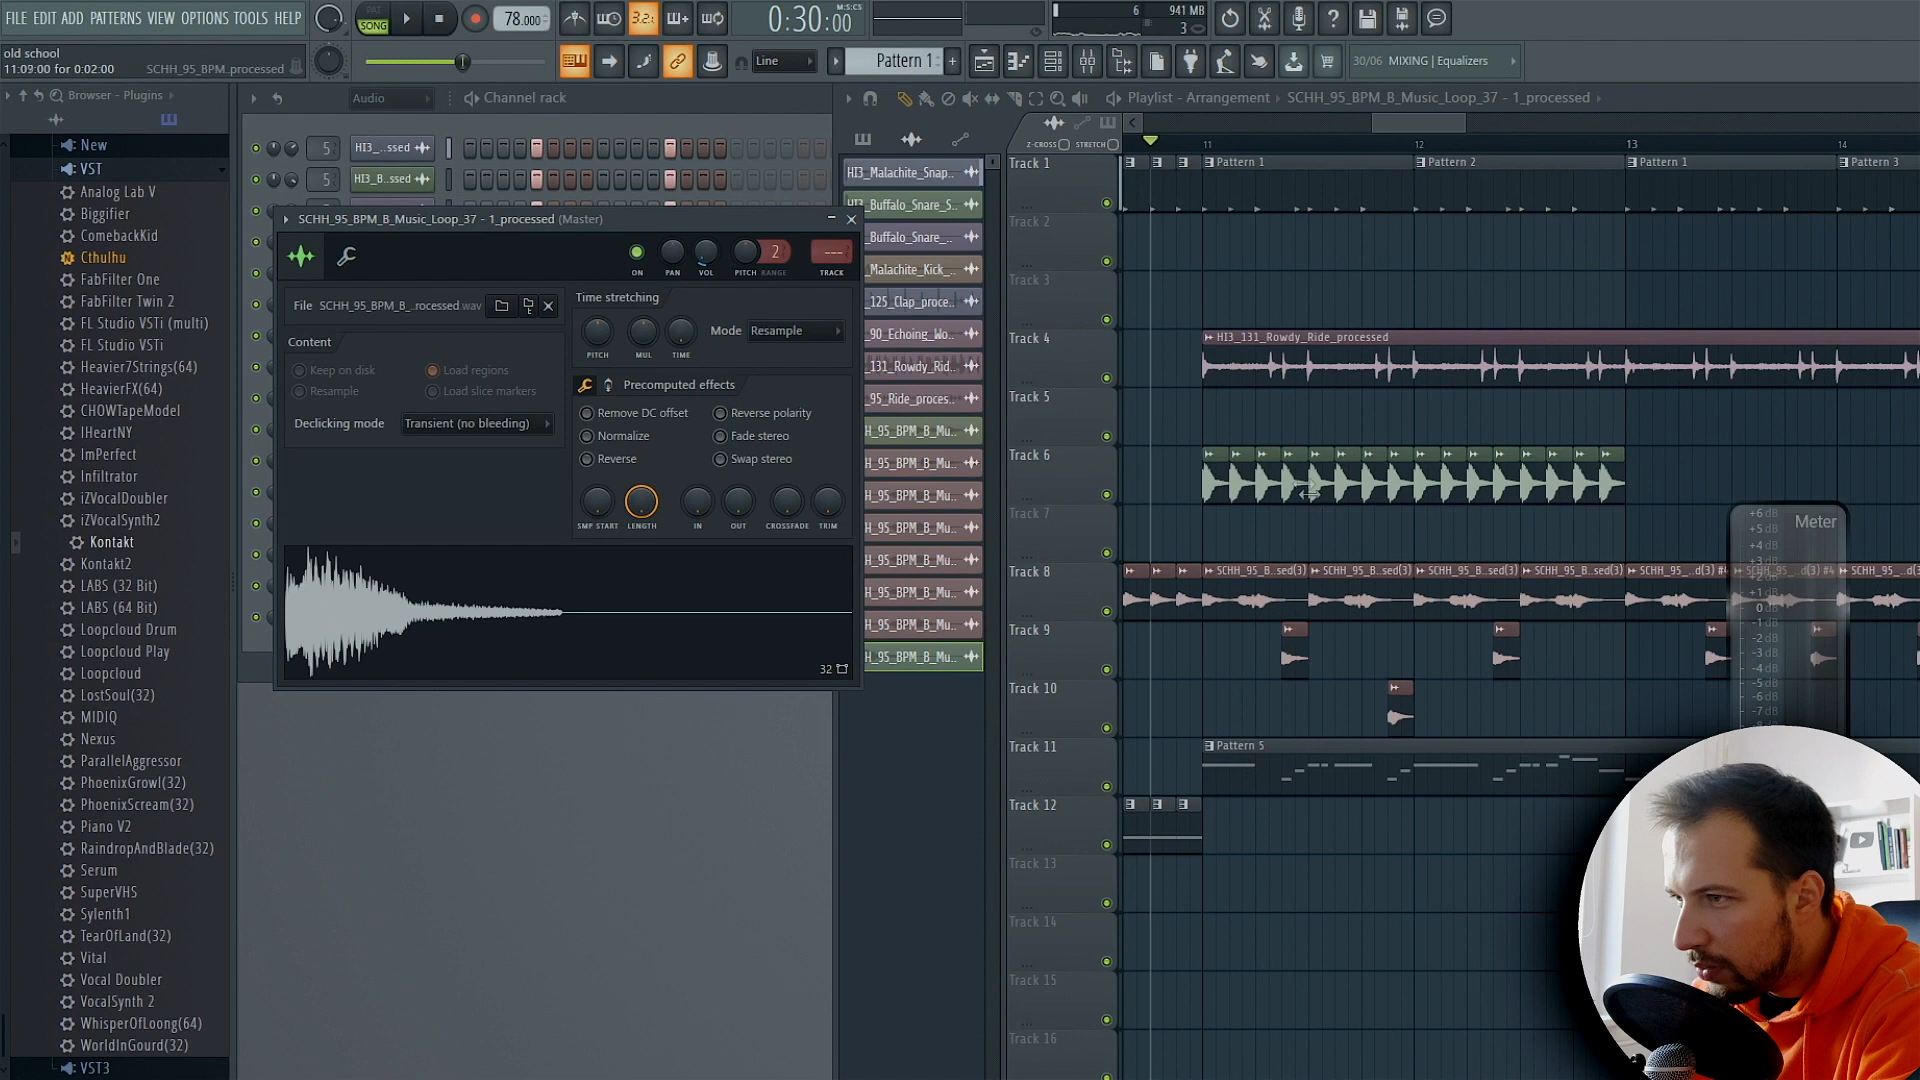 FILE EDIT ADD PATTERNS VIEW OPTIONS TOOLS HELP
PAT
SONG
78.000
3.2:
0:30:00
M:S:CS
6
941 MB
3
old school
11:09:00 for 0:02:00
SCHH_95_BPM..processed
Line
Pattern 1
30/06 MIXING | Equalizers
Browser - Plugins
Audio
Channel rack
Playlist - Arrangement
SCHH_95_BPM_B_Music_Loop_37 - 1_processed
New
VST
Analog Lab V
Biggifier
ComebackKid
Cthulhu
FabFilter One
FabFilter Twin 2
FL Studio VSTi (multi)
FL Studio VSTi
Heavier7Strings(64)
HeavierFX(64)
CHOWTapeModel
IHeartNY
ImPerfect
Infiltrator
iZVocalDoubler
iZVocalSynth2
Kontakt
Kontakt2
LABS (32 Bit)
LABS (64 Bit)
Loopcloud Drum
Loopcloud Play
Loopcloud
LostSoul(32)
MIDIQ
Nexus
ParallelAggressor
PhoenixGrowl(32)
PhoenixScream(32)
Piano V2
RaindropAndBlade(32)
Serum
SuperVHS
Sylenth1
TearOfLand(32)
Vital
Vocal Doubler
VocalSynth 2
WhisperOfLoong(64)
WorldInGourd(32)
VST3
5
HI3_..ssed
5
HI3_B..ssed
SCHH_95_BPM_B_Music_Loop_37 - 1_processed (Master)
2
---
ON
PAN
VOL
PITCH
RANGE
TRACK
File
SCHH_95_BPM_B_..rocessed.wav
Content
Keep on disk
Load regions
Resample
Load slice markers
Declicking mode
Transient (no bleeding)
Time stretching
Mode
Resample
PITCH
MUL
TIME
Precomputed effects
Remove DC offset
Reverse polarity
Normalize
Fade stereo
Reverse
Swap stereo
SMP START
LENGTH
IN
OUT
CROSSFADE
TRIM
32
HI3_Malachite_Snap..
HI3_Buffalo_Snare_S..
_Buffalo_Snare_..
_Malachite_Kick_..
_125_Clap_proce..
_90_Echoing_Wo..
_131_Rowdy_Rid..
_95_Ride_proces..
H_95_BPM_B_Mu..
H_95_BPM_B_Mu..
H_95_BPM_B_Mu..
H_95_BPM_B_Mu..
H_95_BPM_B_Mu..
H_95_BPM_B_Mu..
H_95_BPM_B_Mu..
H_95_BPM_B_Mu..
Z-CROSS
STRETCH
11
12
13
14
Track 1
Pattern 1
Pattern 2
Pattern 1
Pattern 3
Track 2
Track 3
Track 4
HI3_131_Rowdy_Ride_processed
Track 5
Track 6
Track 7
Track 8
SCHH_95_B..sed(3)
SCHH_95_B..sed(3)
SCHH_95_B..sed(3)
SCHH_95_B..sed(3)
SCHH_95_..d(3) #4
SCHH_95_..d(3) #4
SCHH_95_..d(3
Track 9
Track 10
Track 11
Pattern 5
Track 12
Track 13
Track 14
Track 15
Track 16
Meter
+6 dB
+5 dB
+4 dB
+3 dB
+2 dB
+1 dB
0 dB
-1 dB
-2 dB
-3 dB
-4 dB
-5 dB
-6 dB
-7 dB